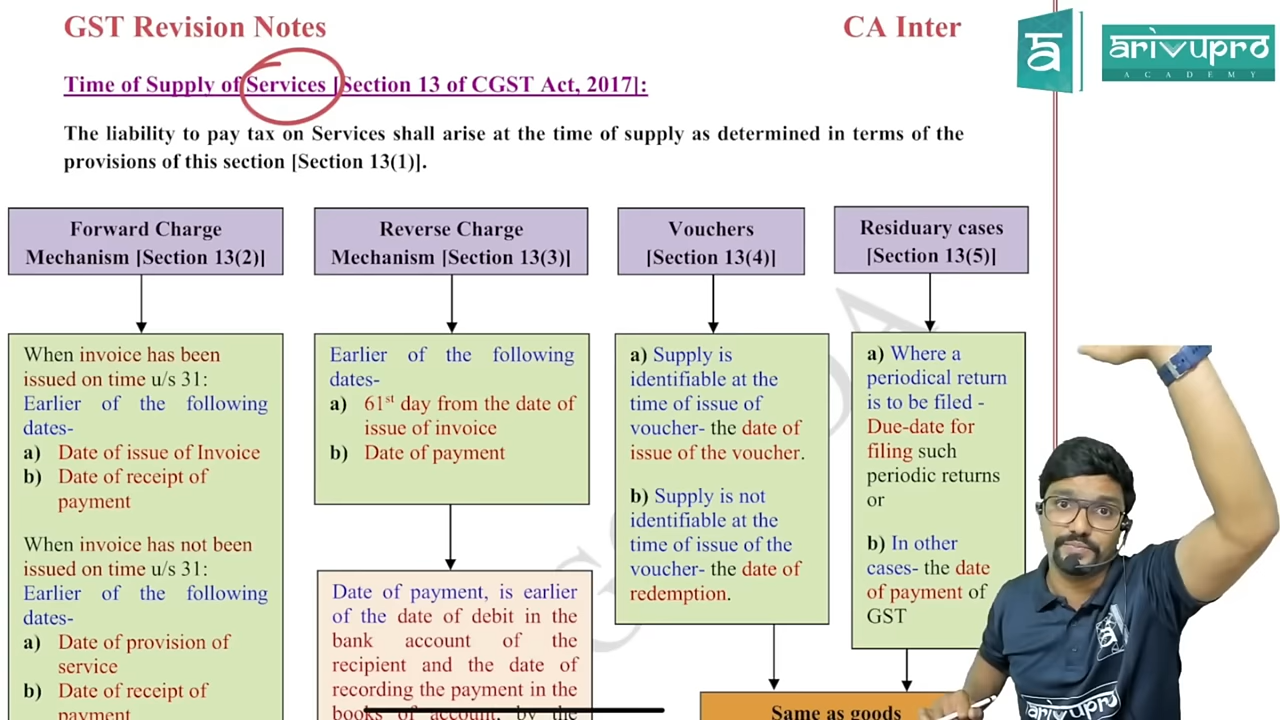 GST Revision Notes
CA Inter
arivupro
ACADEMY
Time of Supply of Services [Section 13 of CGST Act, 2017]:
The liability to pay tax on Services shall arise at the time of supply as determined in terms of the
provisions of this section [Section 13(1)].
Forward Charge
Mechanism [Section 13(2)]
When invoice has been
issued on time u/s 31:
Earlier of the following
dates-
a) Date of issue of Invoice
b) Date of receipt of
payment
When invoice has not been
issued on time u/s 31:
Earlier of the following
dates-
a) Date of provision of
service
b) Date of receipt of
payment
Reverse Charge
Mechanism [Section 13(3)]
Earlier of the following
dates-
a) 61st day from the date of
issue of invoice
b) Date of payment
Date of payment, is earlier
of the date of debit in the
bank account of the
recipient and the date of
recording the payment in the
books of account, by the
Vouchers
[Section 13(4)]
a) Supply is
identifiable at the
time of issue of
voucher- the date of
issue of the voucher.
b) Supply is not
identifiable at the
time of issue of the
voucher- the date of
redemption.
Residuary cases
[Section 13(5)]
a) Where a
periodical return
is to be filed -
Due-date for
filing such
periodic returns
or
b) In other
cases- the date
of payment of
GST
Same as goods
arivupro